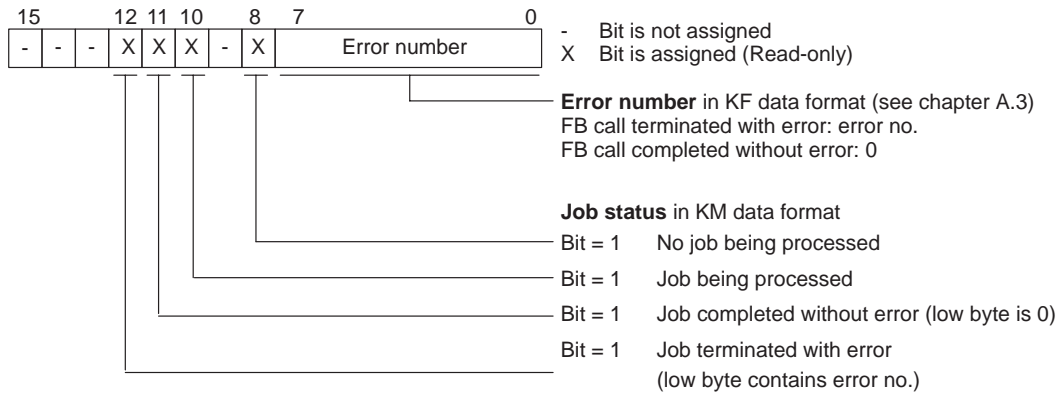 15 12 11 10 8 7 0
- - - X X X - X Error number
- Bit is not assigned
X Bit is assigned (Read-only)
Error number in KF data format (see chapter A.3)
FB call terminated with error: error no.
FB call completed without error: 0
Job status in KM data format
Bit = 1 No job being processed
Bit = 1 Job being processed
Bit = 1 Job completed without error (low byte is 0)
Bit = 1 Job terminated with error
(low byte contains error no.)